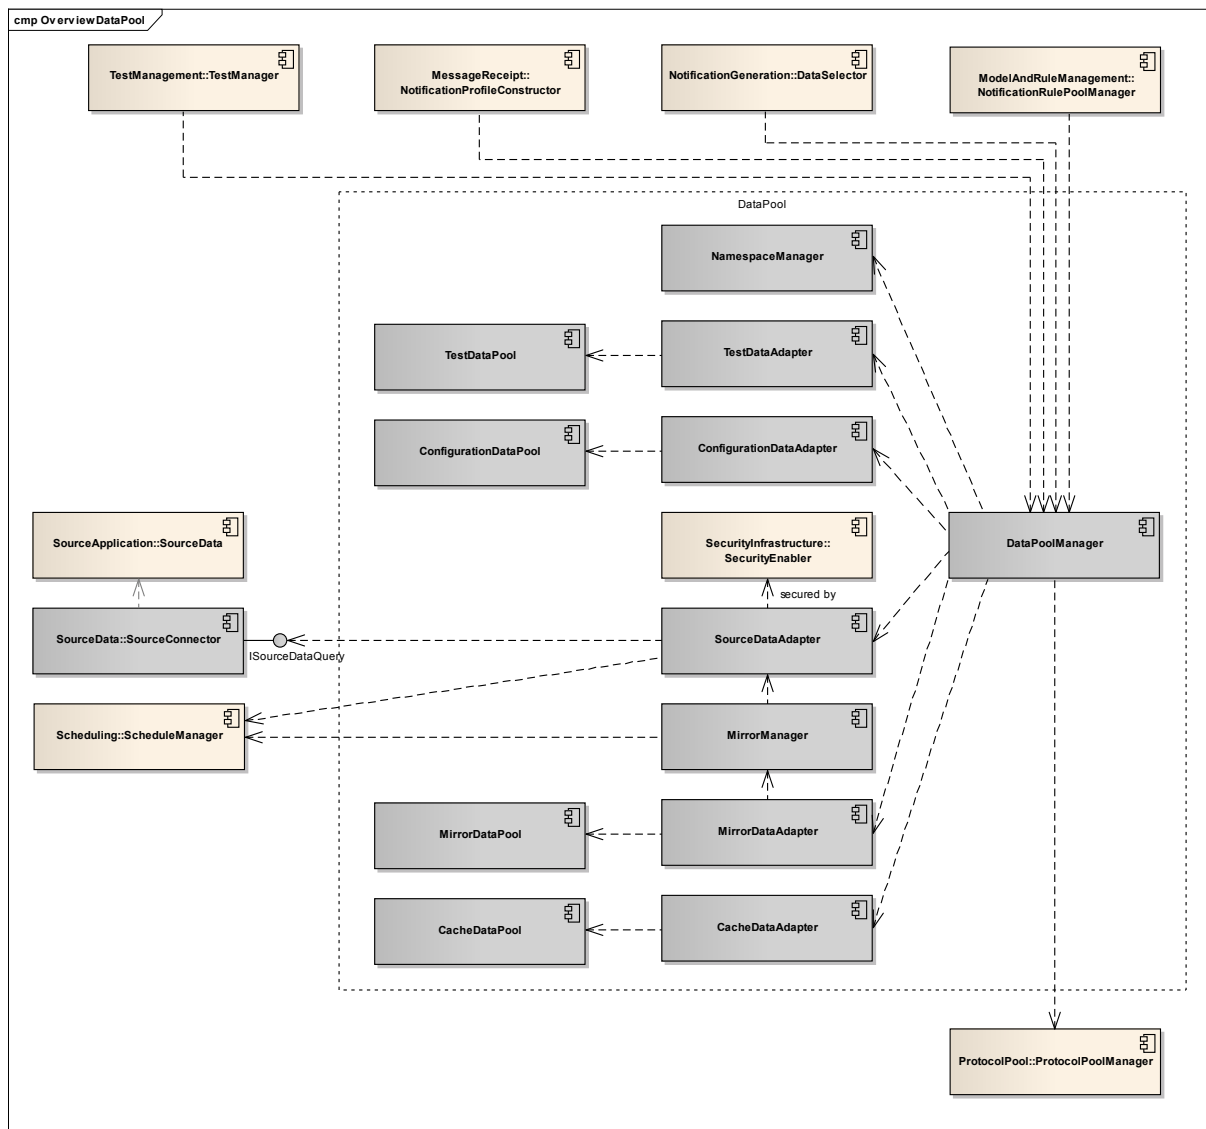 cmp OverviewDataPool
TestManagement::TestManager
MessageReceipt::
NotificationProfileConstructor
NotificationGeneration::DataSelector
ModelAndRuleManagement::
NotificationRulePoolManager
DataPool
NamespaceManager
TestDataPool
TestDataAdapter
ConfigurationDataPool
ConfigurationDataAdapter
SourceApplication::SourceData
SecurityInfrastructure::
SecurityEnabler
DataPoolManager
secured by
SourceData::SourceConnector
ISourceDataQuery
SourceDataAdapter
Scheduling::ScheduleManager
MirrorManager
MirrorDataPool
MirrorDataAdapter
CacheDataPool
CacheDataAdapter
ProtocolPool::ProtocolPoolManager